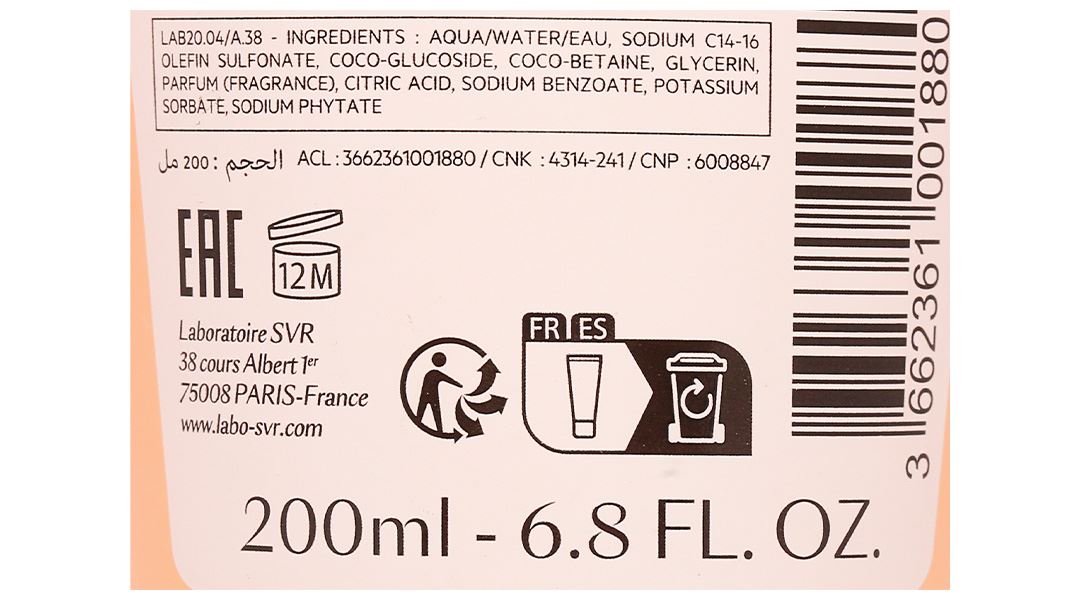 LAB20.04/A.38 - INGREDIENTS : AQUA/WATER/EAU, SODIUM C14-16
OLEFIN SULFONATE, COCO-GLUCOSIDE, COCO-BETAINE, GLYCERIN,
PARFUM (FRAGRANCE), CITRIC ACID, SODIUM BENZOATE, POTASSIUM
SORBATE, SODIUM PHYTATE
الحجم : 200 مل ACL : 3662361001880 / CNK : 4314-241 / CNP : 6008847
EAC
12 M
Laboratoire SVR
38 cours Albert 1er
75008 PARIS-France
www.labo-svr.com
FR ES
3 662361 001880
200ml - 6.8 FL. OZ.